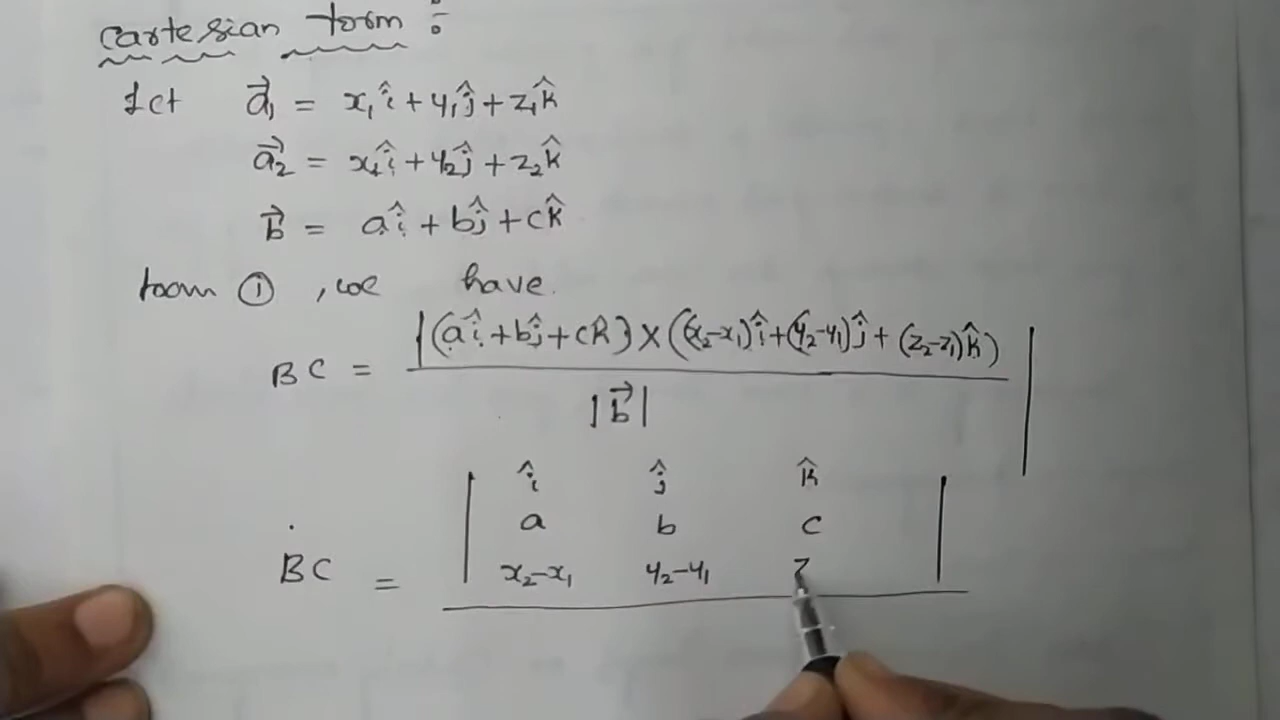 Cartesian form :-
Let a⃗₁ = x₁î + y₁ĵ + z₁k̂
a⃗₂ = x₂î + y₂ĵ + z₂k̂
b⃗ = aî + bĵ + ck̂
from ①, we have.
BC = |(aî + bĵ + ck̂) × ((x₂-x₁)î + (y₂-y₁)ĵ + (z₂-z₁)k̂)|
|b⃗|
î ĵ k̂
a b c
BC = x₂-x₁ y₂-y₁ z